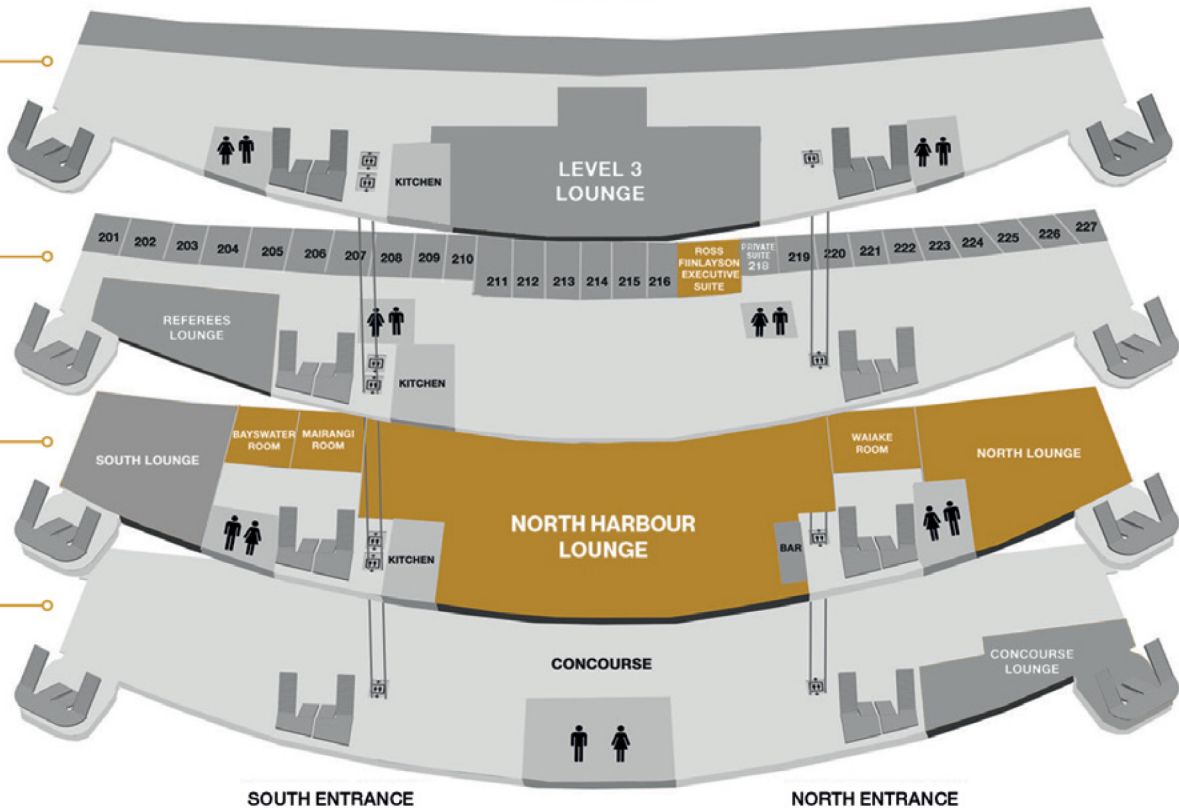 LEVEL 3
LOUNGE
KITCHEN
201
202
203
204
205
206
207
208
209
210
211
212
213
214
215
216
ROSS
FIINLAYSON
EXECUTIVE
SUITE
PRIVATE
SUITE
218
219
220
221
222
223
224
225
226
227
REFEREES
LOUNGE
KITCHEN
SOUTH LOUNGE
BAYSWATER
ROOM
MAIRANGI
ROOM
NORTH HARBOUR
LOUNGE
KITCHEN
BAR
WAIAKE
ROOM
NORTH LOUNGE
CONCOURSE
CONCOURSE
LOUNGE
SOUTH ENTRANCE
NORTH ENTRANCE